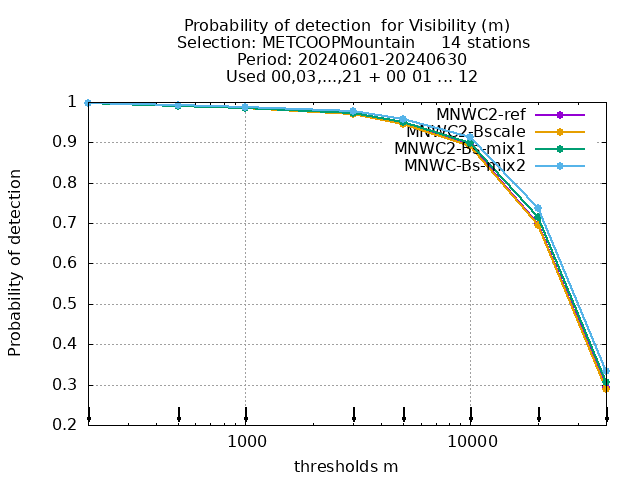 Probability of detection  for Visibility (m)
Selection: METCOOPMountain     14 stations
Period: 20240601-20240630
Used 00,03,...,21 + 00 01 ... 12
MNWC2-ref
MNWC2-Bscale
MNWC2-Bs-mix1
MNWC-Bs-mix2
1
0.9
0.8
0.7
0.6
0.5
0.4
0.3
0.2
Probability of detection
1000
10000
thresholds m